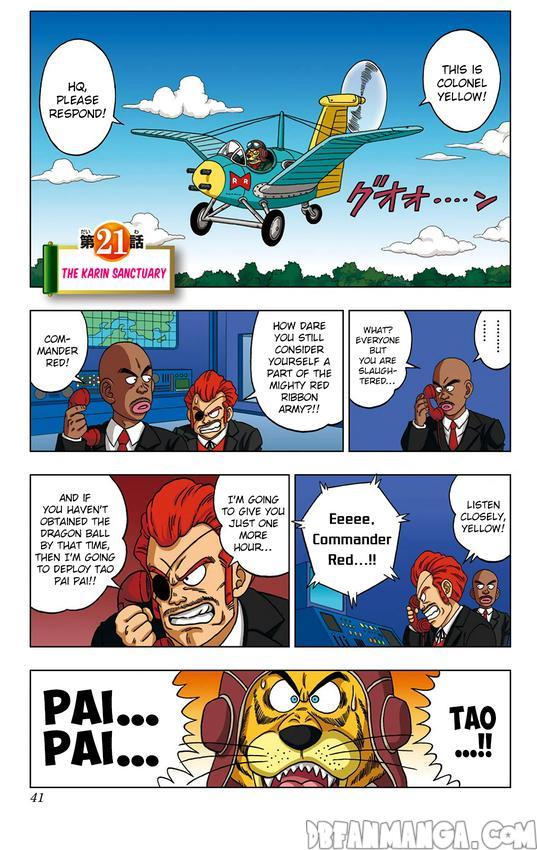 THIS IS
COLONEL
YELLOW!
HQ,
PLEASE
RESPOND!
R R
グオオ････ン
だい わ
第21話
THE KARIN SANCTUARY
⋯⋯
WHAT?
EVERYONE
BUT YOU
ARE
SLAUGH-
TERED...
HOW DARE
YOU STILL
CONSIDER
YOURSELF
A PART OF
THE MIGHTY
RED
RIBBON
ARMY?!!
COM-
MANDER
RED!
LISTEN
CLOSELY,
YELLOW!
Eeeee,
Commander
Red...!!
I'M GOING
TO GIVE YOU
JUST ONE
MORE
HOUR...
AND IF
YOU HAVEN'T
OBTAINED THE
DRAGON BALL
BY THAT TIME,
THEN I'M GOING
TO DEPLOY TAO
PAI PAI!!
TAO
...!!
PAI...
PAI...
41
DBFANMANGA.COM